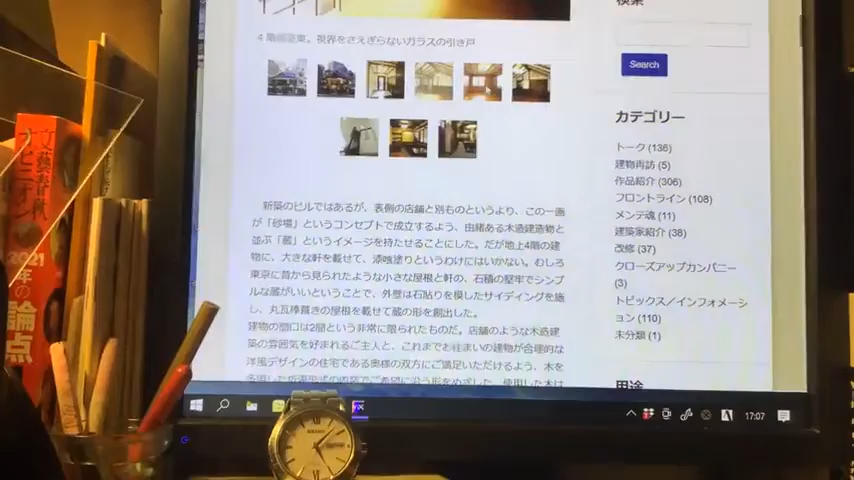 4階
視界をさえぎらないガラスの引き戸
新築のビルではあるが、表側の店舗と別ものというより、この一画
が「砂場」というコンセプトで成立するよう、由緒ある木造建造物と
並ぶ「蔵」というイメージを持たせることにした。だが地上4階の建
物に、大きな軒を載せて、漆喰塗りというわけにはいかない。むしろ
東京に昔から見られたような小さな屋根と軒の、石積の堅牢でシンプ
ルな蔵がいいということで、外壁は石貼りを模したサイディングを施
し、丸瓦棒葺きの屋根を載せて蔵の形を創出した。
建物の間口は2間という非常に限られたものだ。店舗のような木造建
築の雰囲気を好まれるご主人と、これまでも住まいの建物が合理的な
洋風デザインの住宅である奥様の双方にご満足いただけるよう、木を
検索
Search
カテゴリー
トーク (136)
建物再訪 (5)
作品紹介 (306)
フロントライン (108)
メンテ魂 (11)
建築家紹介 (38)
改修 (37)
クローズアップカンパニー
(3)
トピックス／インフォメーシ
ョン (110)
未分類 (1)
用途
17:07
文藝春秋
オピニオン
2021
年の
論点
SEIKO